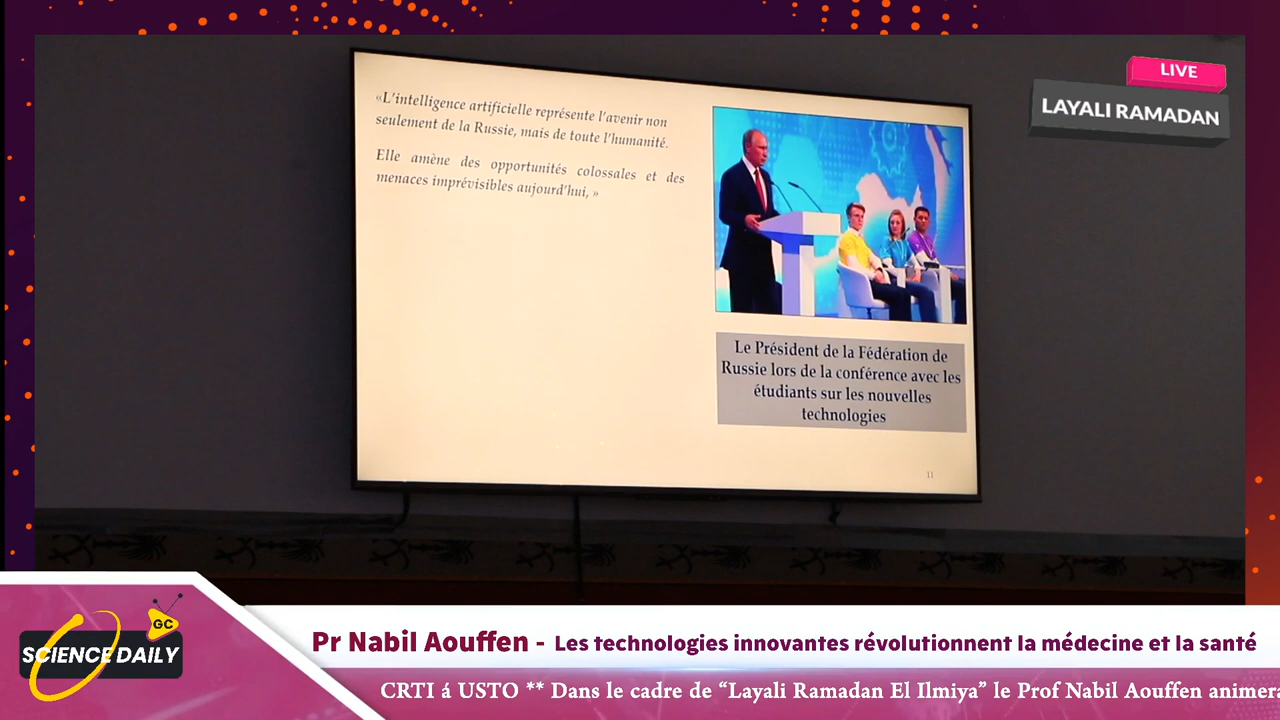 «L'intelligence artificielle représente l'avenir non
seulement de la Russie, mais de toute l'humanité.
Elle amène des opportunités colossales et des
menaces imprévisibles aujourd'hui, »
Le Président de la Fédération de
Russie lors de la conférence avec les
étudiants sur les nouvelles
technologies
11
LIVE
LAYALI RAMADAN
GC
SCIENCE DAILY
Pr Nabil Aouffen - Les technologies innovantes révolutionnent la médecine et la santé
CRTI á USTO ** Dans le cadre de “Layali Ramadan El Ilmiya” le Prof Nabil Aouffen animera